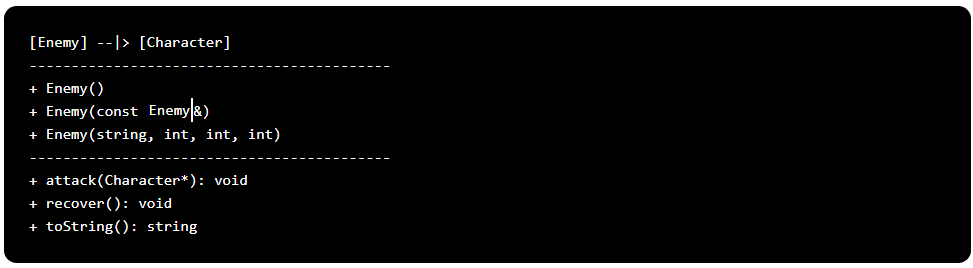 [Enemy] --|> [Character]
-------------------------------------------
+ Enemy()
+ Enemy(const Enemy&)
+ Enemy(string, int, int, int)
-------------------------------------------
+ attack(Character*): void
+ recover(): void
+ toString(): string